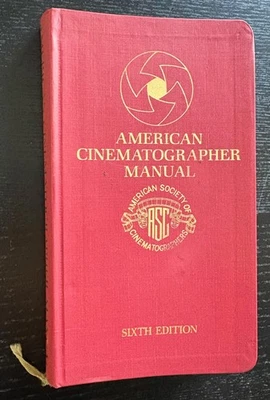 AMERICAN
CINEMATOGRAPHER
MANUAL
AMERICAN SOCIETY OF
ASC
CINEMATOGRAPHERS
SIXTH EDITION